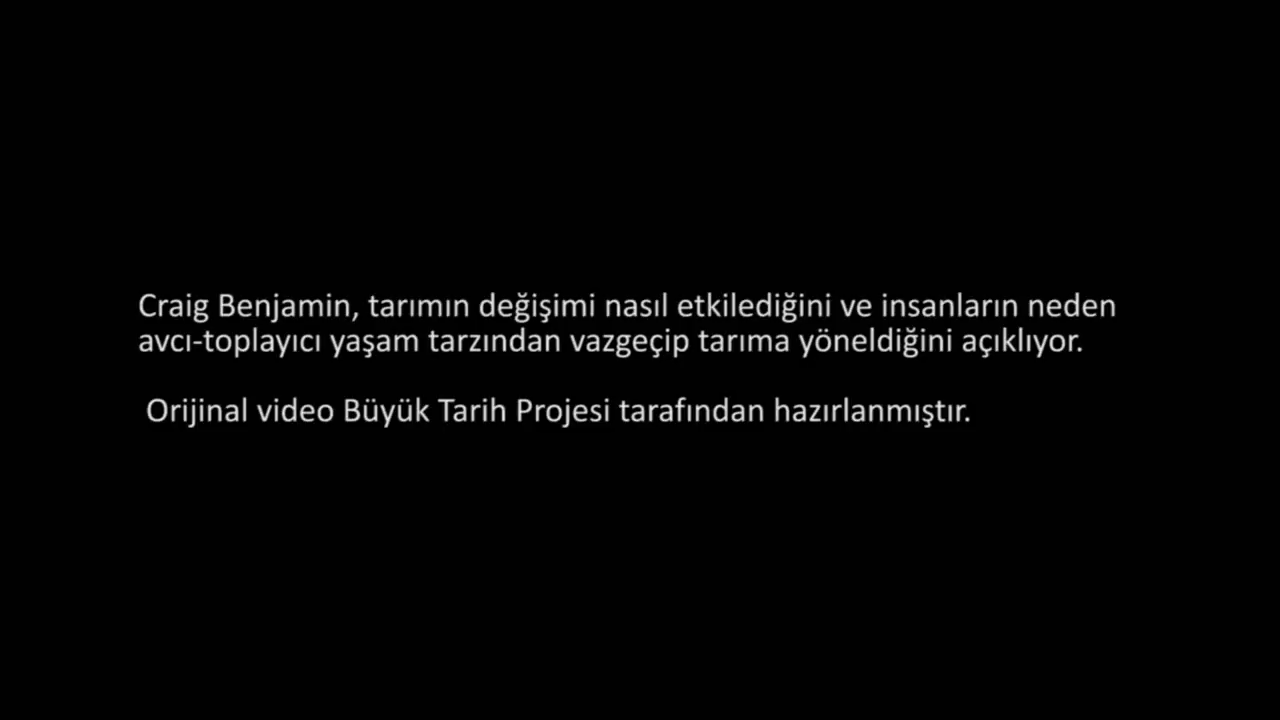 Craig Benjamin, tarımın değişimi nasıl etkilediğini ve insanların neden
avcı-toplayıcı yaşam tarzından vazgeçip tarıma yöneldiğini açıklıyor.
Orijinal video Büyük Tarih Projesi tarafından hazırlanmıştır.